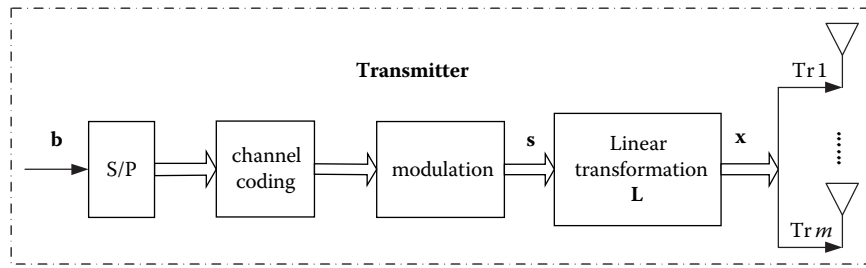 Transmitter
b
S/P
channel
coding
modulation
s
Linear
transformation
L
x
Tr 1
......
Tr m